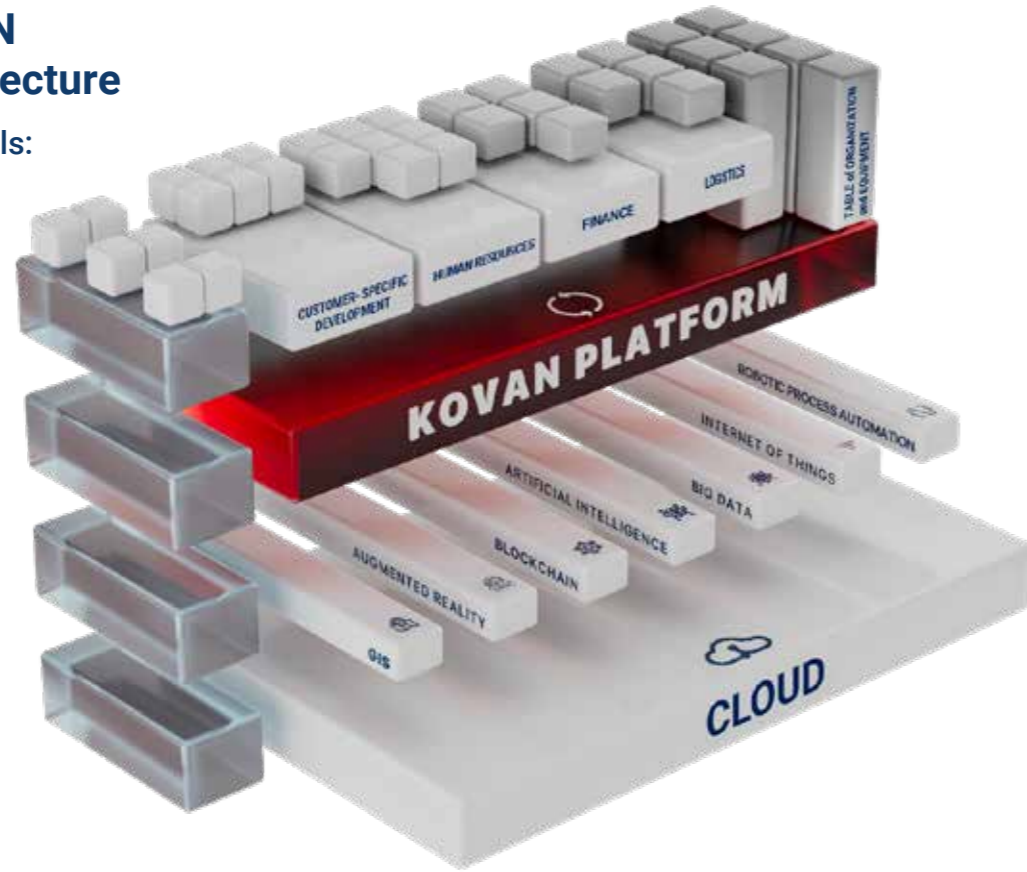 N
ecture
ls:
TABLE of ORGANIZATION
and EQUIPMENT
LOGISTICS
FINANCE
HUMAN RESOURCES
CUSTOMER-SPECIFIC
DEVELOPMENT
KOVAN PLATFORM
ROBOTIC PROCESS AUTOMATION
INTERNET OF THINGS
BIG DATA
ARTIFICIAL INTELLIGENCE
BLOCKCHAIN
AUGMENTED REALITY
GIS
CLOUD